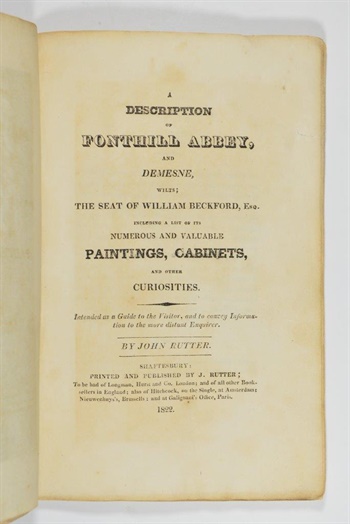 A
DESCRIPTION
OF
FONTHILL ABBEY,
AND
DEMESNE,
WILTS;
THE SEAT OF WILLIAM BECKFORD, Esq.
INCLUDING A LIST OF ITS
NUMEROUS AND VALUABLE
PAINTINGS, CABINETS,
AND OTHER
CURIOSITIES.
Intended as a Guide to the Visitor, and to convey Informa-
tion to the more distant Enquirer.
BY JOHN RUTTER.
SHAFTESBURY:
PRINTED AND PUBLISHED BY J. RUTTER;
To be had of Longman, Hurst and Co. London; and of all other Book-
sellers in England; also of Hitchcock, on the Single, at Amsterdam;
Nieuwenhuys's, Brussells; and at Galignani's Office, Paris.
1822.